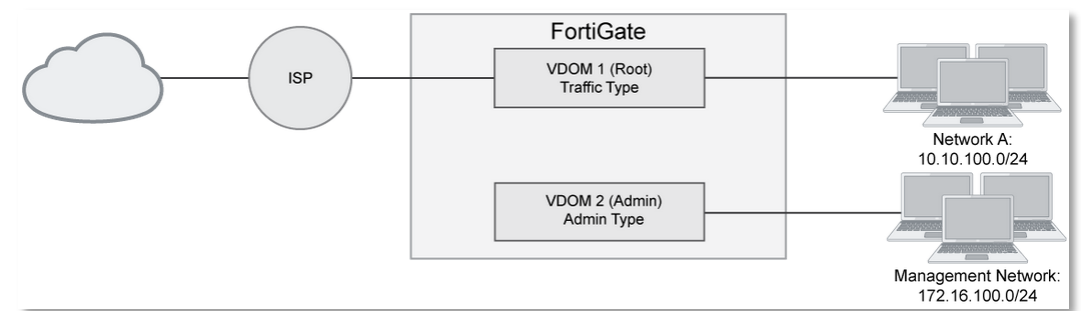 FortiGate
ISP
VDOM 1 (Root)
Traffic Type
Network A:
10.10.100.0/24
VDOM 2 (Admin)
Admin Type
Management Network:
172.16.100.0/24